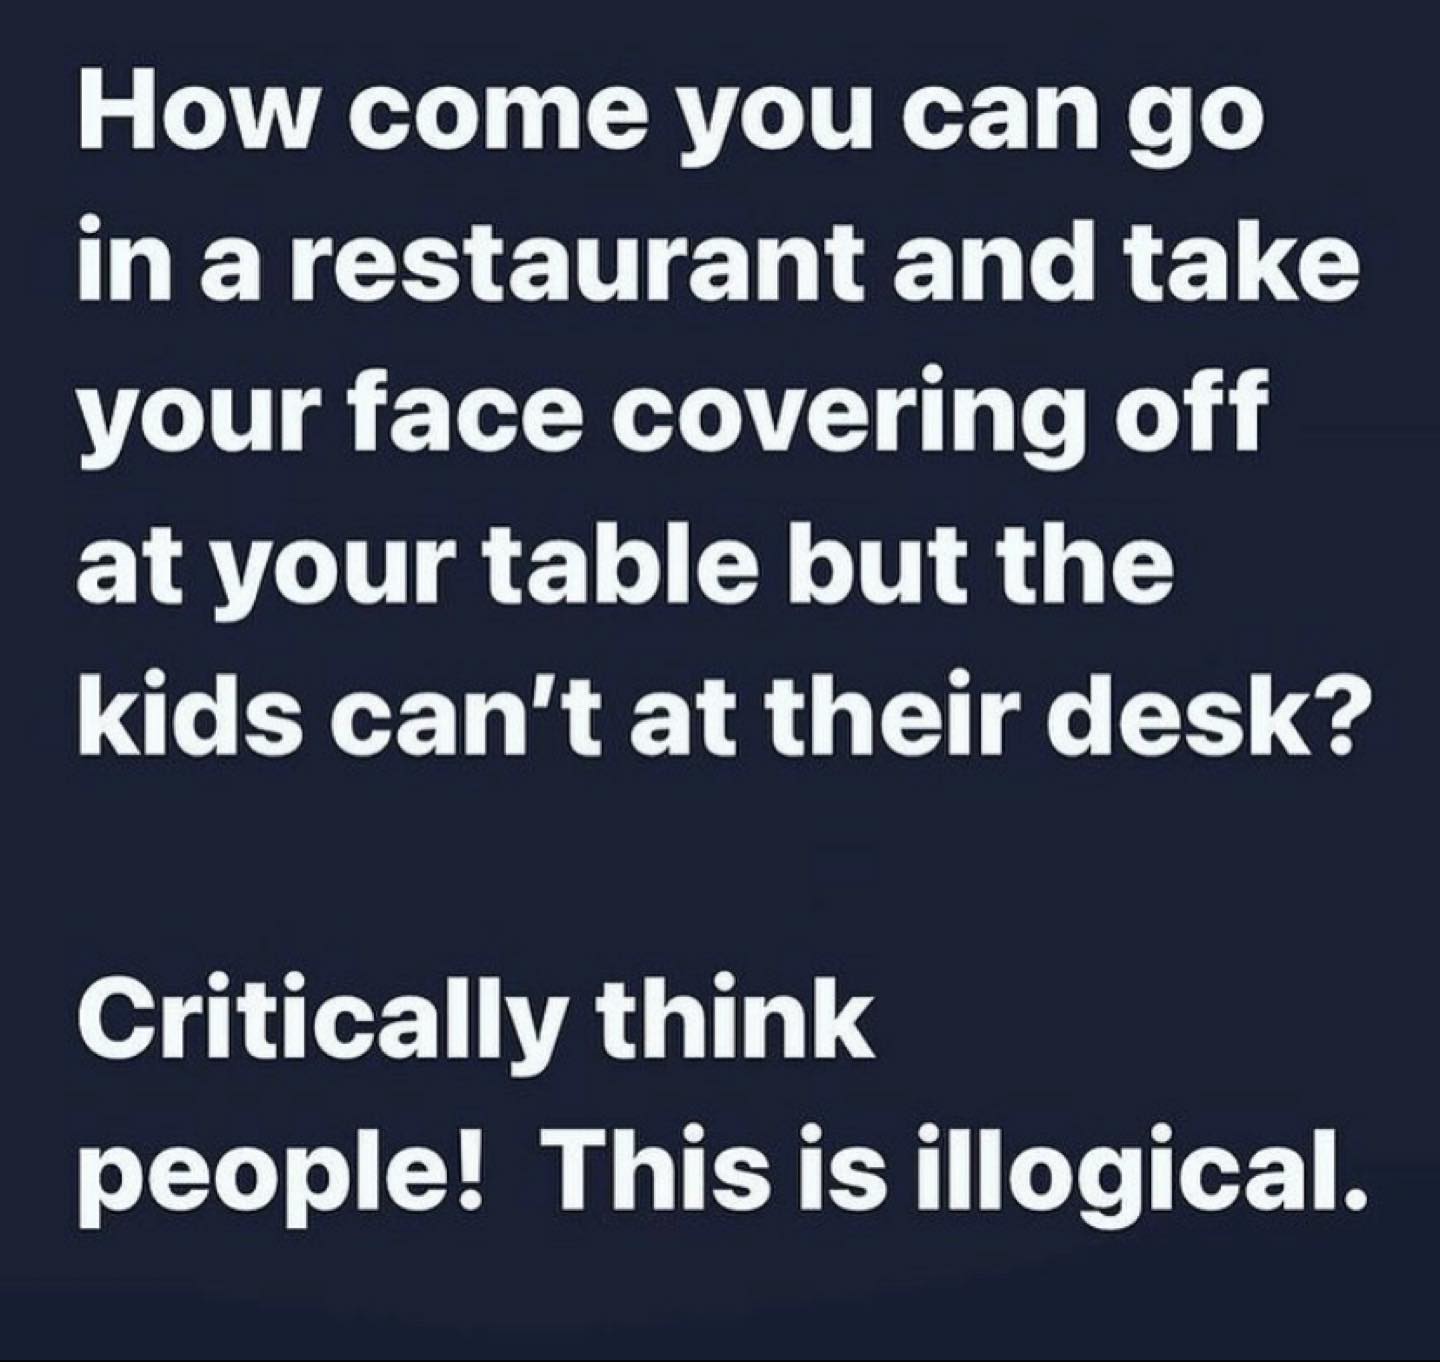 How come you can go
in a restaurant and take
your face covering off
at your table but the
kids can’t at their desk?
Critically think
people!  This is illogical.